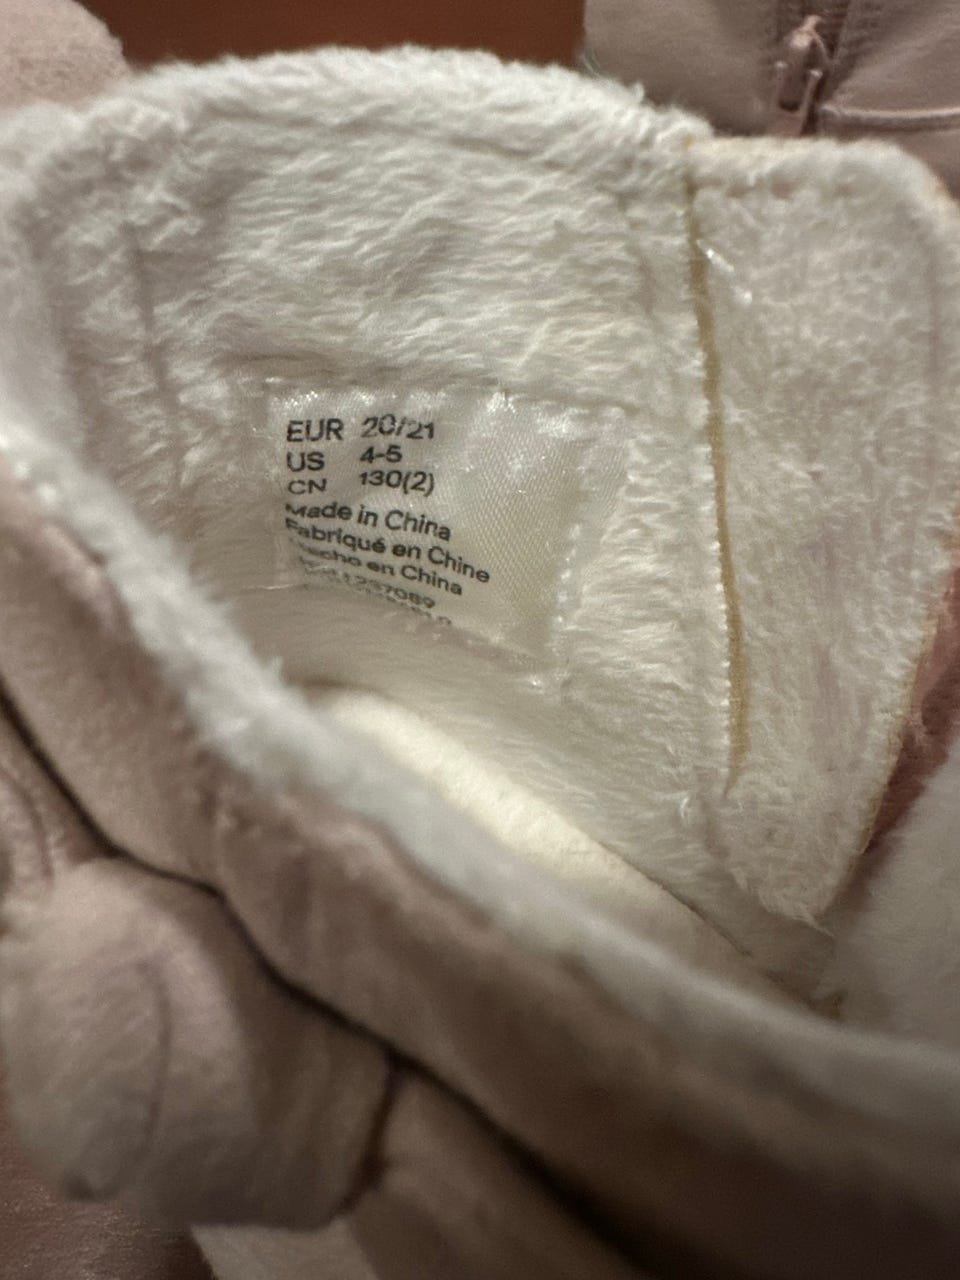 EUR 20/21
US 4-5
CN 130(2)
Made in China
Fabriqué en Chine
Hecho en China